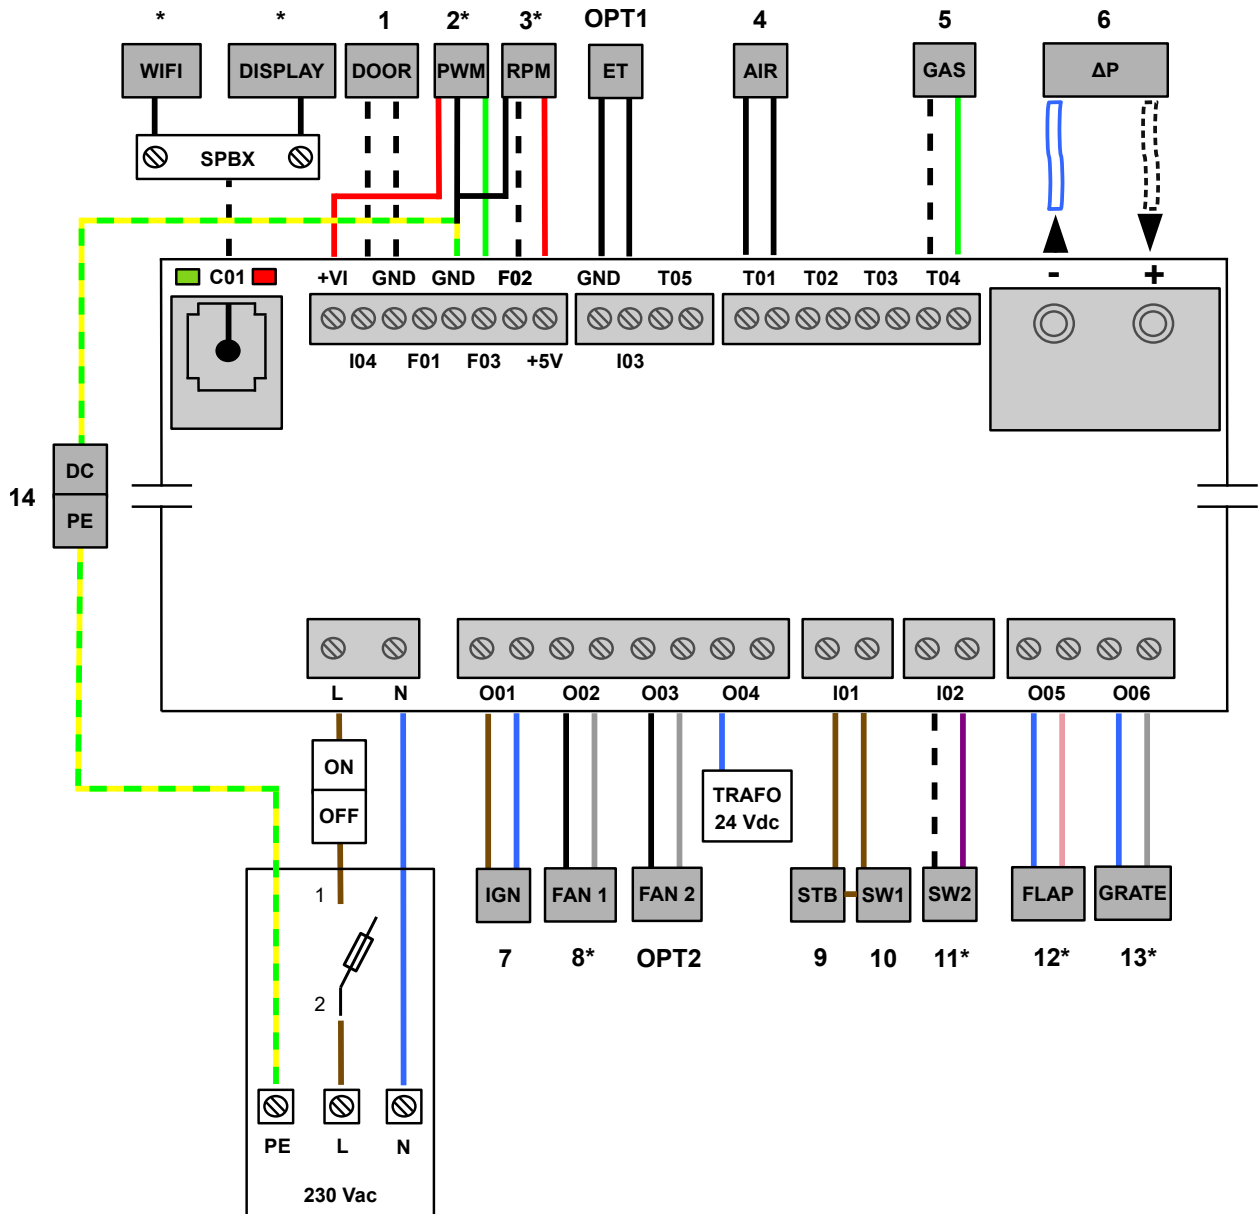 * * 1 2* 3* OPT1 4 5 6
WIFI DISPLAY DOOR PWM RPM ET AIR GAS ΔP
SPBX
C01 +VI GND GND F02 GND T05 T01 T02 T03 T04 - +
I04 F01 F03 +5V I03
14
DC
PE
L N O01 O02 O03 O04 I01 I02 O05 O06
ON
OFF
TRAFO
24 Vdc
IGN FAN 1 FAN 2 STB SW1 SW2 FLAP GRATE
7 8* OPT2 9 10 11* 12* 13*
1
2
PE L N
230 Vac